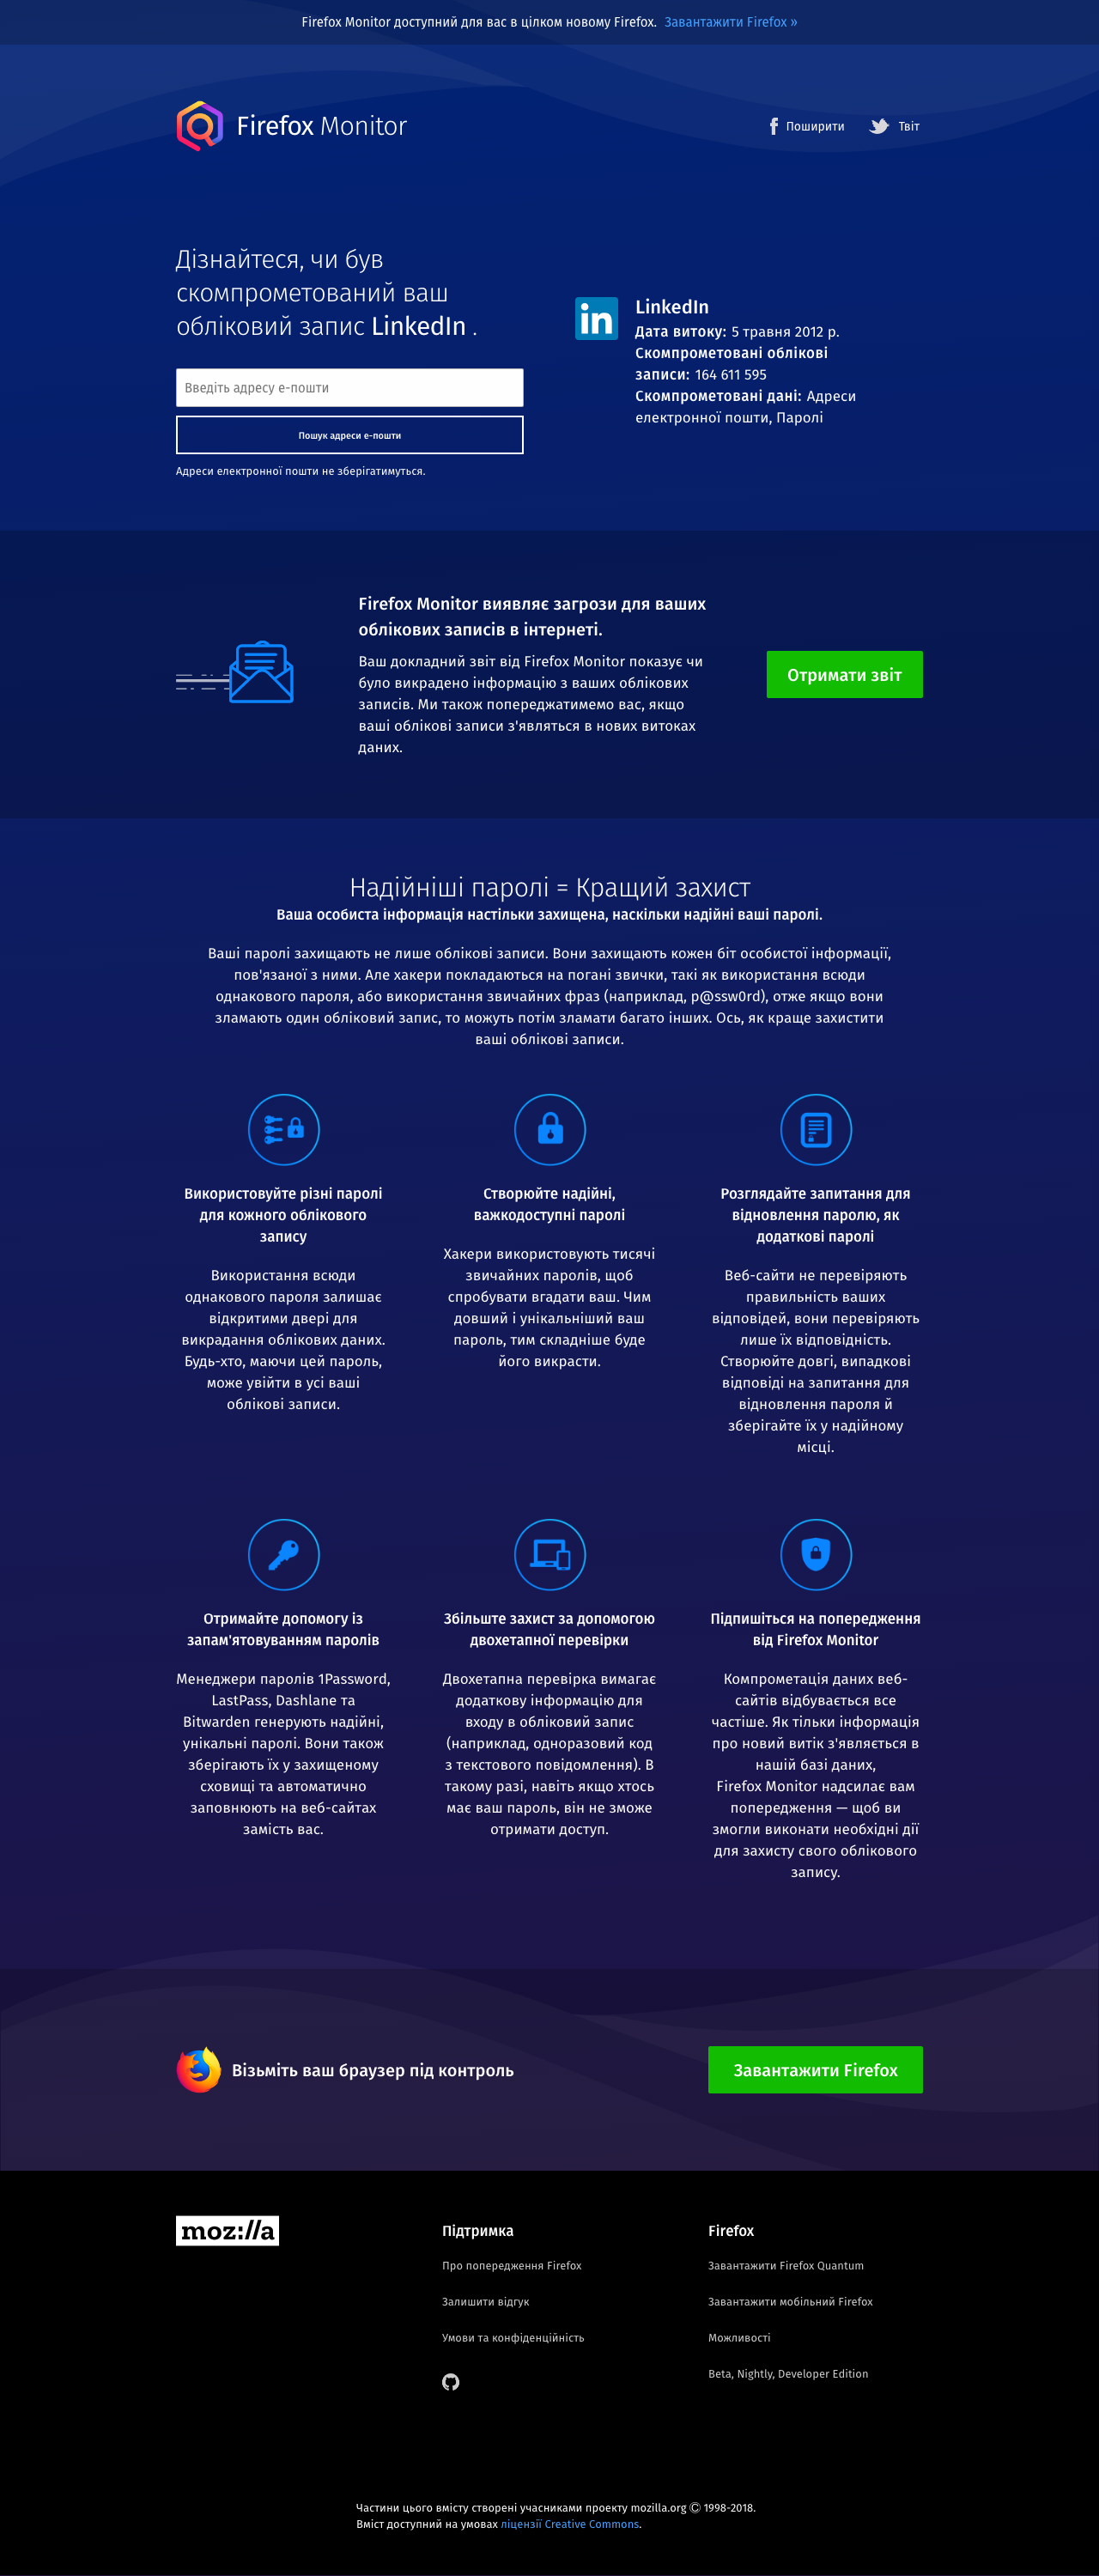 Firefox Monitor доступний для вас в цілком новому Firefox. Завантажити Firefox »
Firefox Monitor
Поширити
Твіт
Дізнайтеся, чи був
скомпрометований ваш
обліковий запис LinkedIn .
Введіть адресу е-пошти
Пошук адреси е-пошти
Адреси електронної пошти не зберігатимуться.
in
LinkedIn
Дата витоку: 5 травня 2012 р.
Скомпрометовані облікові
записи: 164 611 595
Скомпрометовані дані: Адреси
електронної пошти, Паролі
Firefox Monitor виявляє загрози для ваших
облікових записів в інтернеті.
Ваш докладний звіт від Firefox Monitor показує чи
було викрадено інформацію з ваших облікових
записів. Ми також попереджатимемо вас, якщо
ваші облікові записи з'являться в нових витоках
даних.
Отримати звіт
Надійніші паролі = Кращий захист
Ваша особиста інформація настільки захищена, наскільки надійні ваші паролі.
Ваші паролі захищають не лише облікові записи. Вони захищають кожен біт особистої інформації,
пов'язаної з ними. Але хакери покладаються на погані звички, такі як використання всюди
однакового пароля, або використання звичайних фраз (наприклад, p@ssw0rd), отже якщо вони
зламають один обліковий запис, то можуть потім зламати багато інших. Ось, як краще захистити
ваші облікові записи.
Використовуйте різні паролі
для кожного облікового
запису
Використання всюди
однакового пароля залишає
відкритими двері для
викрадання облікових даних.
Будь-хто, маючи цей пароль,
може увійти в усі ваші
облікові записи.
Створюйте надійні,
важкодоступні паролі
Хакери використовують тисячі
звичайних паролів, щоб
спробувати вгадати ваш. Чим
довший і унікальніший ваш
пароль, тим складніше буде
його викрасти.
Розглядайте запитання для
відновлення паролю, як
додаткові паролі
Веб-сайти не перевіряють
правильність ваших
відповідей, вони перевіряють
лише їх відповідність.
Створюйте довгі, випадкові
відповіді на запитання для
відновлення пароля й
зберігайте їх у надійному
місці.
Отримайте допомогу із
запам'ятовуванням паролів
Менеджери паролів 1Password,
LastPass, Dashlane та
Bitwarden генерують надійні,
унікальні паролі. Вони також
зберігають їх у захищеному
сховищі та автоматично
заповнюють на веб-сайтах
замість вас.
Збільште захист за допомогою
двохетапної перевірки
Двохетапна перевірка вимагає
додаткову інформацію для
входу в обліковий запис
(наприклад, одноразовий код
з текстового повідомлення). В
такому разі, навіть якщо хтось
має ваш пароль, він не зможе
отримати доступ.
Підпишіться на попередження
від Firefox Monitor
Компрометація даних веб-
сайтів відбувається все
частіше. Як тільки інформація
про новий витік з'являється в
нашій базі даних,
Firefox Monitor надсилає вам
попередження — щоб ви
змогли виконати необхідні дії
для захисту свого облікового
запису.
Візьміть ваш браузер під контроль
Завантажити Firefox
moz://a
Підтримка
Про попередження Firefox
Залишити відгук
Умови та конфіденційність
Firefox
Завантажити Firefox Quantum
Завантажити мобільний Firefox
Можливості
Beta, Nightly, Developer Edition
Частини цього вмісту створені учасниками проекту mozilla.org © 1998-2018.
Вміст доступний на умовах ліцензії Creative Commons.